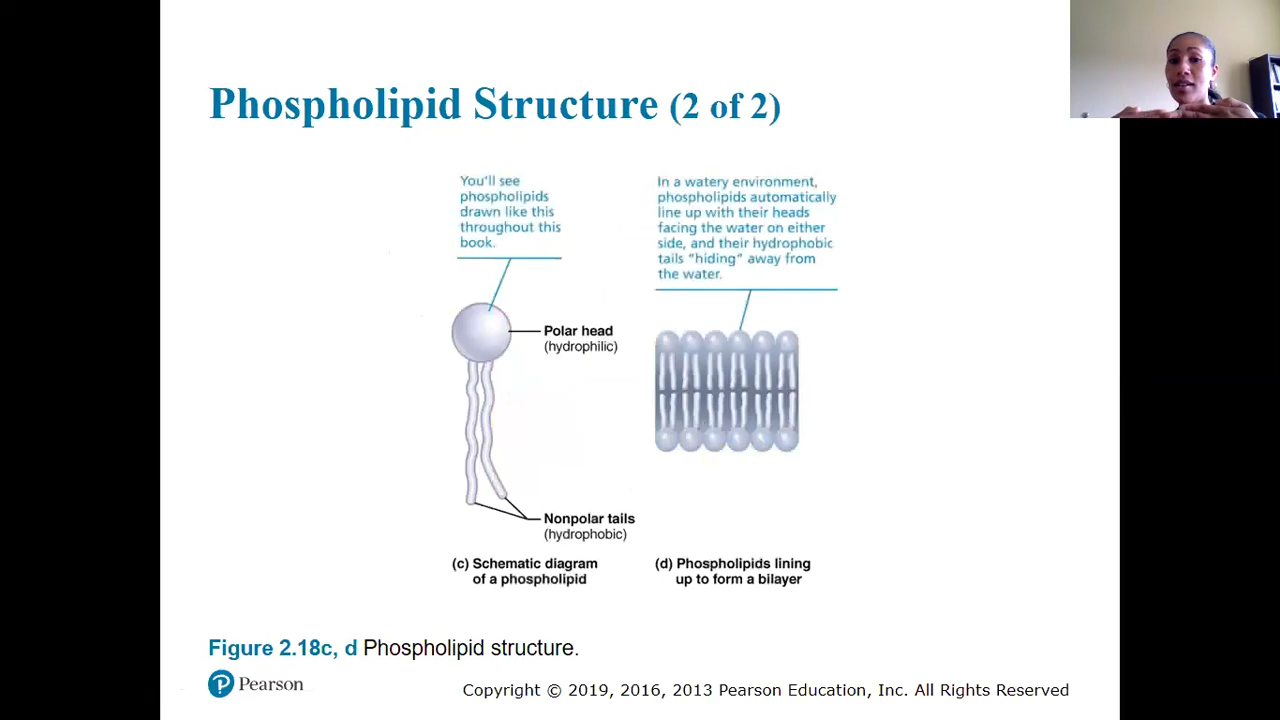 Phospholipid Structure (2 of 2)
You'll see
phospholipids
drawn like this
throughout this
book.
In a watery environment,
phospholipids automatically
line up with their heads
facing the water on either
side, and their hydrophobic
tails “hiding” away from
the water.
Polar head
(hydrophilic)
Nonpolar tails
(hydrophobic)
(c) Schematic diagram
of a phospholipid
(d) Phospholipids lining
up to form a bilayer
Figure 2.18c, d Phospholipid structure.
Pearson
Copyright © 2019, 2016, 2013 Pearson Education, Inc. All Rights Reserved